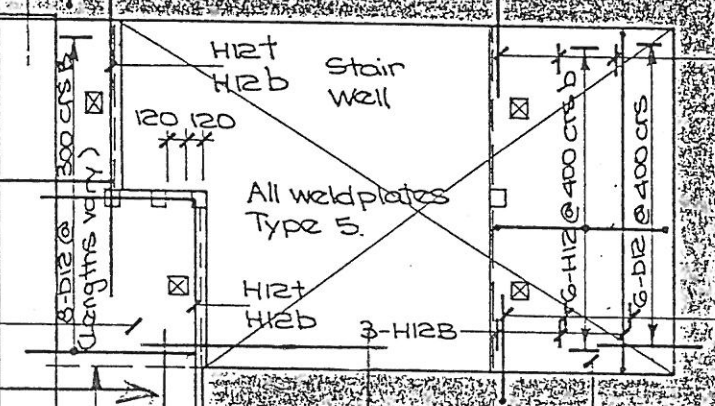 H12t
H12b
Stair
Well
120 120
All weldplates
Type 5.
H12t
H12b
3-H12B
8-D12 @ 300 crs b
(Lengths vary)
6-H12 @ 400 crs b
6-D12 @ 400 crs